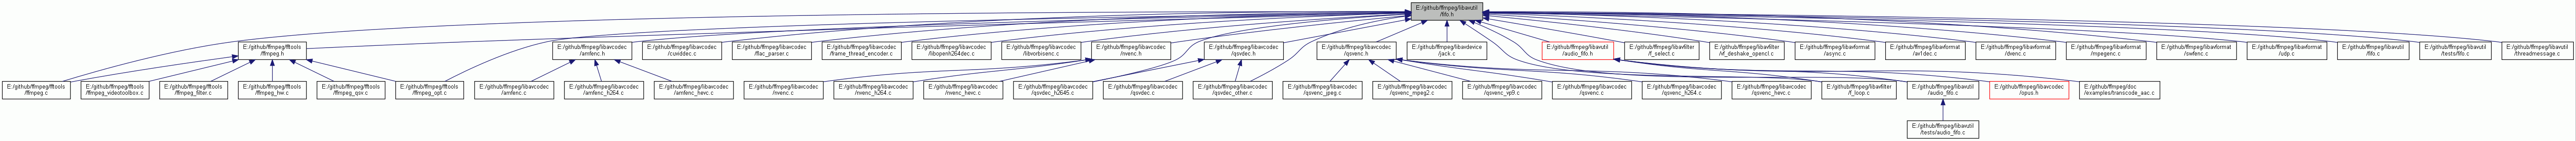 E:/github/ffmpeg/libavutil
/fifo.h
E:/github/ffmpeg/fftools
/ffmpeg.h
E:/github/ffmpeg/libavcodec
/amfenc.h
E:/github/ffmpeg/libavcodec
/cuviddec.c
E:/github/ffmpeg/libavcodec
/flac_parser.c
E:/github/ffmpeg/libavcodec
/frame_thread_encoder.c
E:/github/ffmpeg/libavcodec
/libopenh264dec.c
E:/github/ffmpeg/libavcodec
/libvorbisenc.c
E:/github/ffmpeg/libavcodec
/nvenc.h
E:/github/ffmpeg/libavcodec
/qsvdec.h
E:/github/ffmpeg/libavcodec
/qsvenc.h
E:/github/ffmpeg/libavdevice
/jack.c
E:/github/ffmpeg/libavutil
/audio_fifo.h
E:/github/ffmpeg/libavfilter
/f_select.c
E:/github/ffmpeg/libavfilter
/vf_deshake_opencl.c
E:/github/ffmpeg/libavformat
/async.c
E:/github/ffmpeg/libavformat
/av1dec.c
E:/github/ffmpeg/libavformat
/dvenc.c
E:/github/ffmpeg/libavformat
/mpegenc.c
E:/github/ffmpeg/libavformat
/swfenc.c
E:/github/ffmpeg/libavformat
/udp.c
E:/github/ffmpeg/libavutil
/fifo.c
E:/github/ffmpeg/libavutil
/tests/fifo.c
E:/github/ffmpeg/libavutil
/threadmessage.c
E:/github/ffmpeg/fftools
/ffmpeg.c
E:/github/ffmpeg/fftools
/ffmpeg_videotoolbox.c
E:/github/ffmpeg/fftools
/ffmpeg_filter.c
E:/github/ffmpeg/fftools
/ffmpeg_hw.c
E:/github/ffmpeg/fftools
/ffmpeg_qsv.c
E:/github/ffmpeg/fftools
/ffmpeg_opt.c
E:/github/ffmpeg/libavcodec
/amfenc.c
E:/github/ffmpeg/libavcodec
/amfenc_h264.c
E:/github/ffmpeg/libavcodec
/amfenc_hevc.c
E:/github/ffmpeg/libavcodec
/nvenc.c
E:/github/ffmpeg/libavcodec
/nvenc_h264.c
E:/github/ffmpeg/libavcodec
/nvenc_hevc.c
E:/github/ffmpeg/libavcodec
/qsvdec_h2645.c
E:/github/ffmpeg/libavcodec
/qsvdec.c
E:/github/ffmpeg/libavcodec
/qsvdec_other.c
E:/github/ffmpeg/libavcodec
/qsvenc_jpeg.c
E:/github/ffmpeg/libavcodec
/qsvenc_mpeg2.c
E:/github/ffmpeg/libavcodec
/qsvenc_vp9.c
E:/github/ffmpeg/libavcodec
/qsvenc.c
E:/github/ffmpeg/libavcodec
/qsvenc_h264.c
E:/github/ffmpeg/libavcodec
/qsvenc_hevc.c
E:/github/ffmpeg/libavfilter
/f_loop.c
E:/github/ffmpeg/libavutil
/audio_fifo.c
E:/github/ffmpeg/libavcodec
/opus.h
E:/github/ffmpeg/doc
/examples/transcode_aac.c
E:/github/ffmpeg/libavutil
/tests/audio_fifo.c